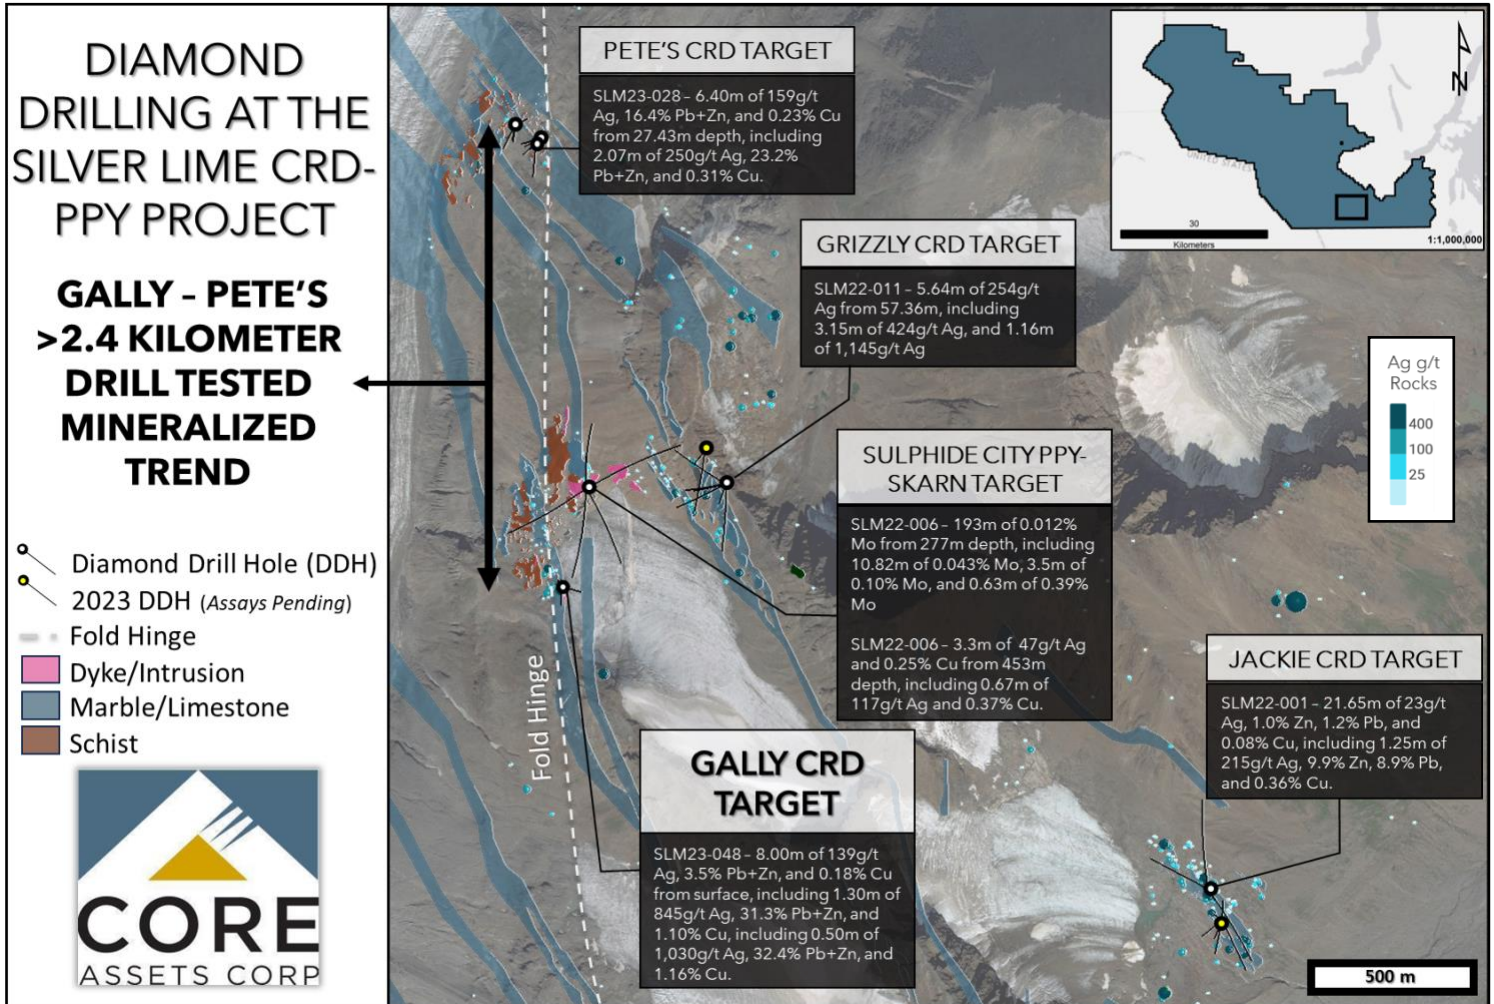 DIAMOND
DRILLING AT THE
SILVER LIME CRD-
PPY PROJECT
GALLY – PETE’S
>2.4 KILOMETER
DRILL TESTED
MINERALIZED
TREND
Diamond Drill Hole (DDH)
2023 DDH (Assays Pending)
Fold Hinge
Dyke/Intrusion
Marble/Limestone
Schist
CORE
ASSETS CORP
PETE’S CRD TARGET
SLM23-028 – 6.40m of 159g/t
Ag, 16.4% Pb+Zn, and 0.23% Cu
from 27.43m depth, including
2.07m of 250g/t Ag, 23.2%
Pb+Zn, and 0.31% Cu.
GRIZZLY CRD TARGET
SLM22-011 – 5.64m of 254g/t
Ag from 57.36m, including
3.15m of 424g/t Ag, and 1.16m
of 1,145g/t Ag
SULPHIDE CITY PPY-
SKARN TARGET
SLM22-006 – 193m of 0.012%
Mo from 277m depth, including
10.82m of 0.043% Mo, 3.5m of
0.10% Mo, and 0.63m of 0.39%
Mo
SLM22-006 – 3.3m of 47g/t Ag
and 0.25% Cu from 453m
depth, including 0.67m of
117g/t Ag and 0.37% Cu.
GALLY CRD
TARGET
SLM23-048 – 8.00m of 139g/t
Ag, 3.5% Pb+Zn, and 0.18% Cu
from surface, including 1.30m of
845g/t Ag, 31.3% Pb+Zn, and
1.10% Cu, including 0.50m of
1,030g/t Ag, 32.4% Pb+Zn, and
1.16% Cu.
JACKIE CRD TARGET
SLM22-001 – 21.65m of 23g/t
Ag, 1.0% Zn, 1.2% Pb, and
0.08% Cu, including 1.25m of
215g/t Ag, 9.9% Zn, 8.9% Pb,
and 0.36% Cu.
Fold Hinge
UNITED STATES
N
30
Kilometers
1:1,000,000
Ag g/t
Rocks
400
100
25
500 m